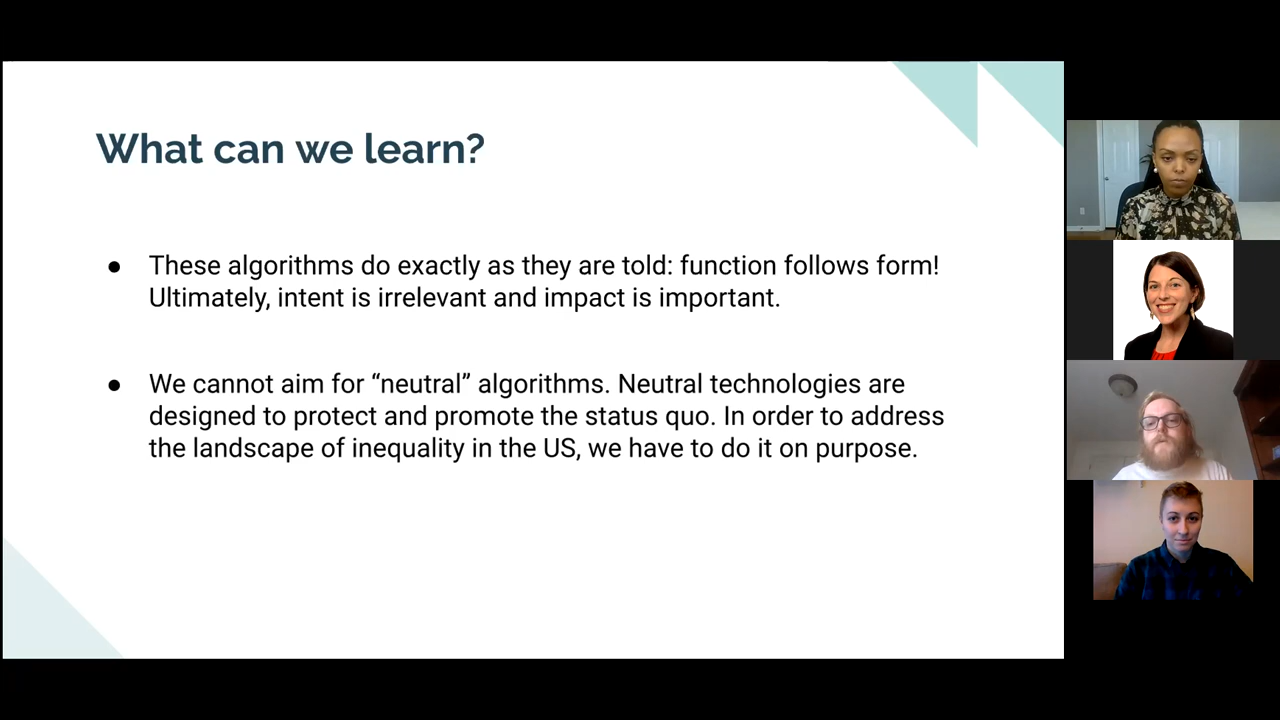 What can we learn?
● These algorithms do exactly as they are told: function follows form!
Ultimately, intent is irrelevant and impact is important.
● We cannot aim for “neutral” algorithms. Neutral technologies are
designed to protect and promote the status quo. In order to address
the landscape of inequality in the US, we have to do it on purpose.